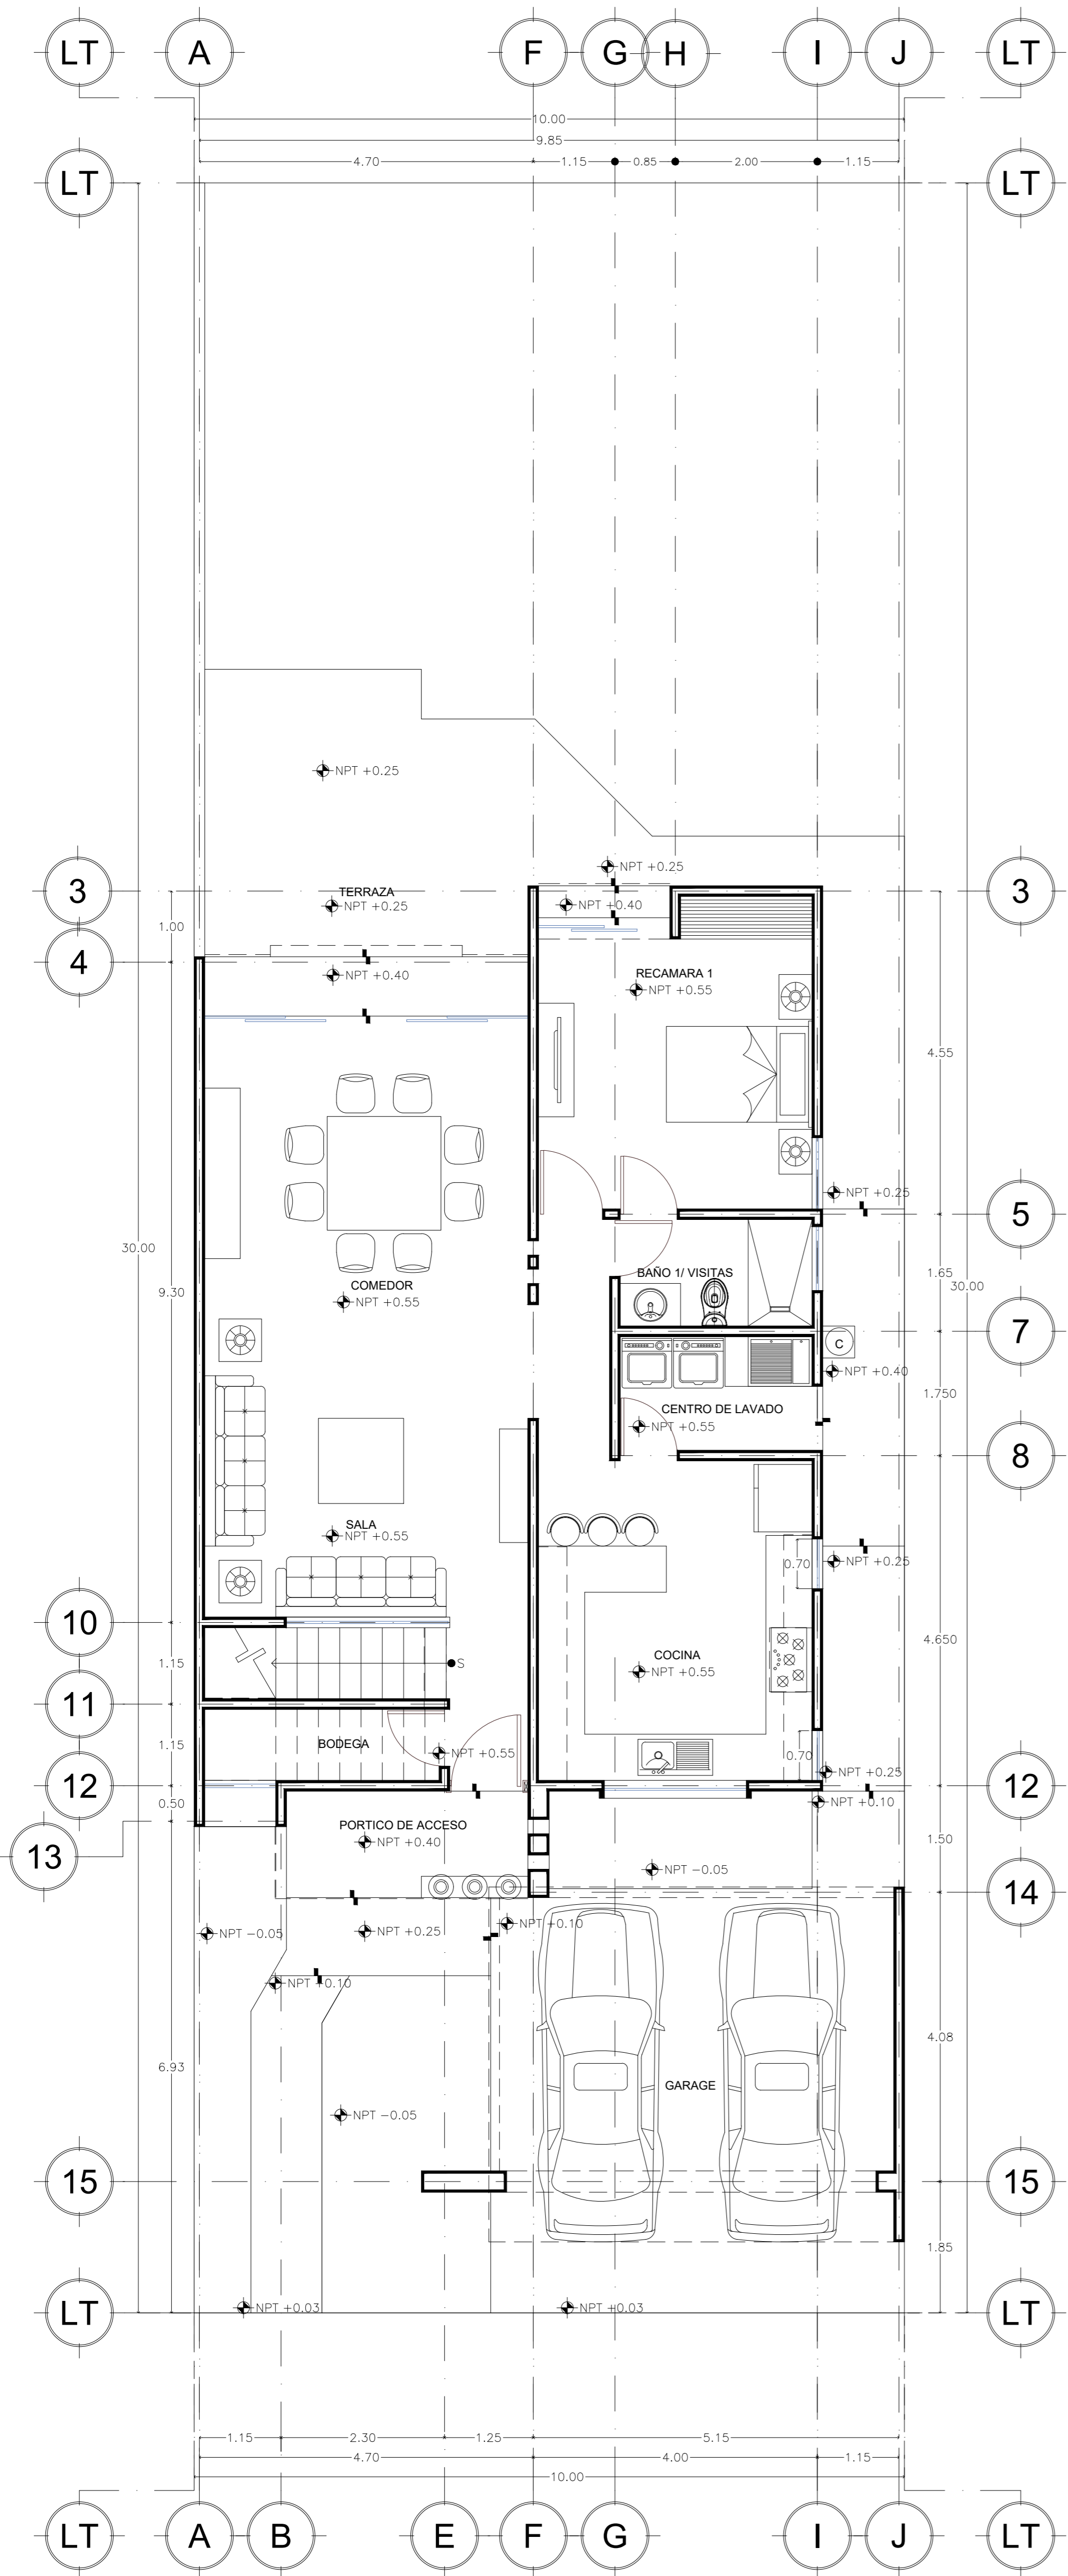 LT A F G H I J LT
10.00
9.85
4.70 1.15 0.85 2.00 1.15
LT LT
NPT +0.25
NPT +0.25
3 TERRAZA 3
NPT +0.25 NPT +0.40
1.00
4
NPT +0.40
RECAMARA 1
NPT +0.55
4.55
NPT +0.25
5
30.00
BAÑO 1/ VISITAS
1.65
COMEDOR
30.00
9.30
NPT +0.55
7
C
NPT +0.40
1.750
CENTRO DE LAVADO
NPT +0.55
8
SALA
NPT +0.55
0.70
NPT +0.25
10
4.650
COCINA
1.15
S
NPT +0.55
11
BODEGA
1.15
NPT +0.55
0.70
NPT +0.25
12 12
0.50
NPT +0.10
PORTICO DE ACCESO
NPT +0.40
1.50
13
NPT -0.05
14
NPT -0.05
NPT +0.25
NPT +0.10
NPT +0.10
4.08
6.93
GARAGE
NPT -0.05
15 15
1.85
LT NPT +0.03 NPT +0.03 LT
1.15 2.30 1.25 5.15
4.70 4.00 1.15
10.00
LT A B E F G I J LT